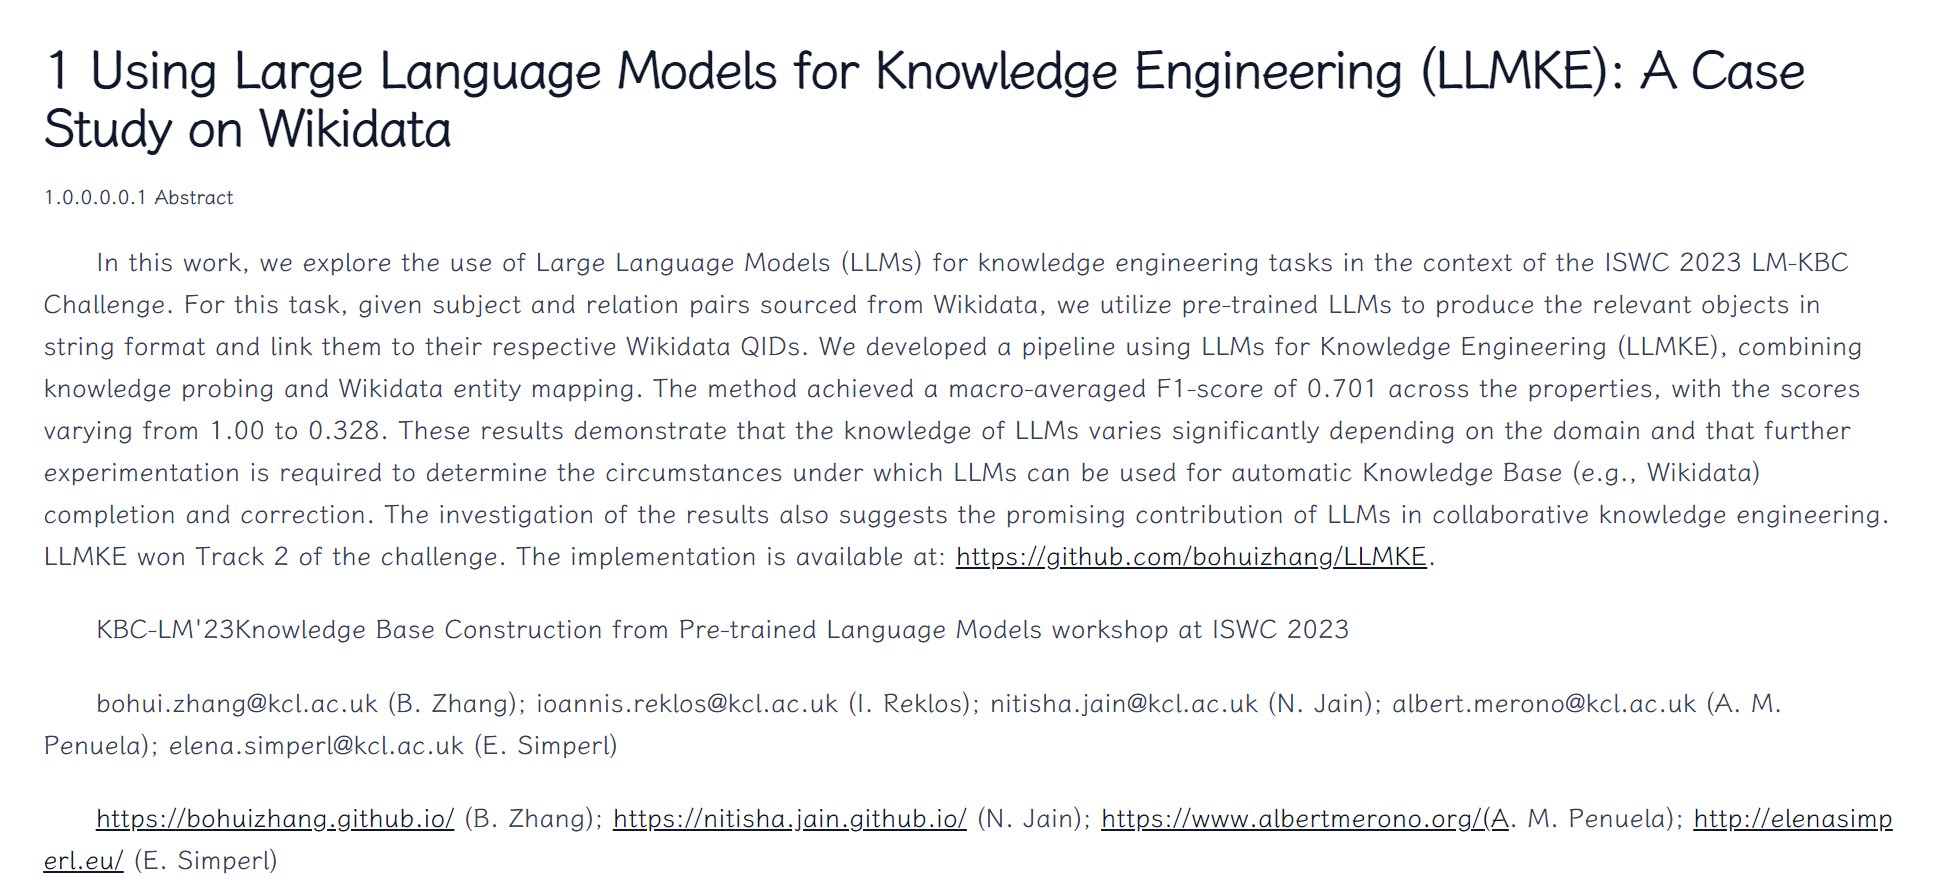 1 Using Large Language Models for Knowledge Engineering (LLMKE): A Case
Study on Wikidata
1.0.0.0.0.1 Abstract
In this work, we explore the use of Large Language Models (LLMs) for knowledge engineering tasks in the context of the ISWC 2023 LM-KBC
Challenge. For this task, given subject and relation pairs sourced from Wikidata, we utilize pre-trained LLMs to produce the relevant objects in
string format and link them to their respective Wikidata QIDs. We developed a pipeline using LLMs for Knowledge Engineering (LLMKE), combining
knowledge probing and Wikidata entity mapping. The method achieved a macro-averaged F1-score of 0.701 across the properties, with the scores
varying from 1.00 to 0.328. These results demonstrate that the knowledge of LLMs varies significantly depending on the domain and that further
experimentation is required to determine the circumstances under which LLMs can be used for automatic Knowledge Base (e.g., Wikidata)
completion and correction. The investigation of the results also suggests the promising contribution of LLMs in collaborative knowledge engineering.
LLMKE won Track 2 of the challenge. The implementation is available at: https://github.com/bohuizhang/LLMKE.
KBC-LM'23Knowledge Base Construction from Pre-trained Language Models workshop at ISWC 2023
bohui.zhang@kcl.ac.uk (B. Zhang); ioannis.reklos@kcl.ac.uk (I. Reklos); nitisha.jain@kcl.ac.uk (N. Jain); albert.merono@kcl.ac.uk (A. M.
Penuela); elena.simperl@kcl.ac.uk (E. Simperl)
https://bohuizhang.github.io/ (B. Zhang); https://nitisha.jain.github.io/ (N. Jain); https://www.albertmerono.org/(A. M. Penuela); http://elenasimp
erl.eu/ (E. Simperl)